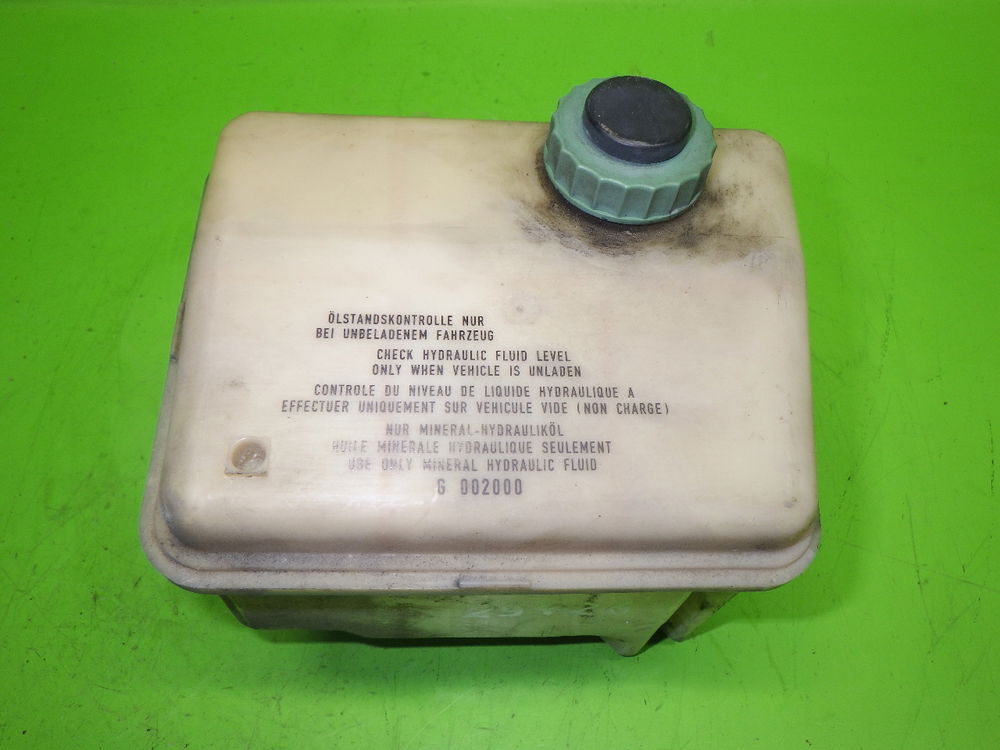 ÖLSTANDSKONTROLLE NUR
BEI UNBELADENEM FAHRZEUG
CHECK HYDRAULIC FLUID LEVEL
ONLY WHEN VEHICLE IS UNLADEN
CONTROLE DU NIVEAU DE LIQUIDE HYDRAULIQUE A
EFFECTUER UNIQUEMENT SUR VEHICULE VIDE (NON CHARGE)
NUR MINERAL-HYDRAULIKÖL
HUILE MINERALE HYDRAULIQUE SEULEMENT
USE ONLY MINERAL HYDRAULIC FLUID
G 002000